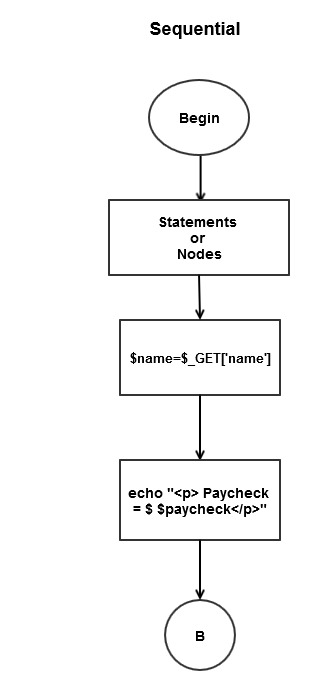 Sequential
Begin
Statements
or
Nodes
$name=$_GET['name']
echo "<p> Paycheck
= $ $paycheck</p>"
B